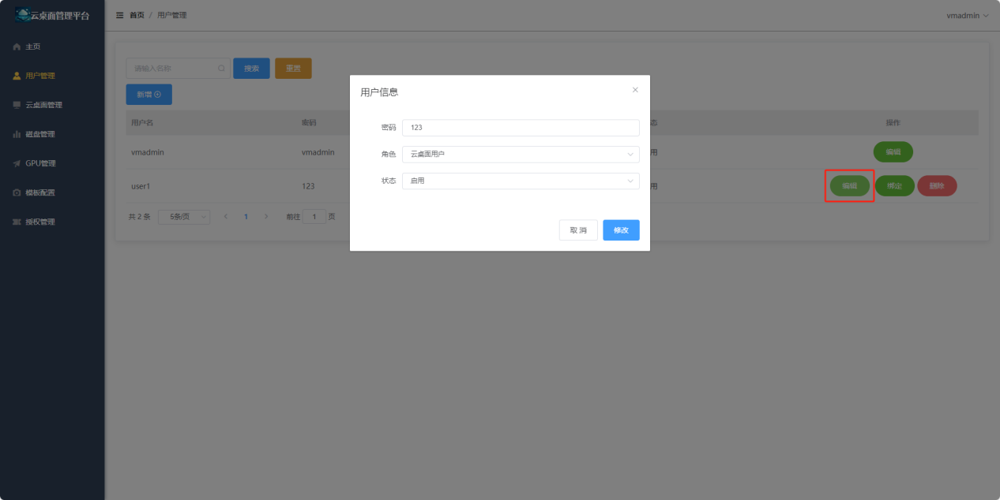 云桌面管理平台
首页 / 用户管理
vmadmin
主页
用户管理
云桌面管理
磁盘管理
GPU管理
模板配置
授权管理
请输入名称
搜索
重置
新增
用户名 密码 态 操作
vmadmin vmadmin 用 编辑
user1 123 用 编辑 绑定 删除
共 2 条 5条/页 1 前往 1 页
用户信息
密码 123
角色 云桌面用户
状态 启用
取 消 修改